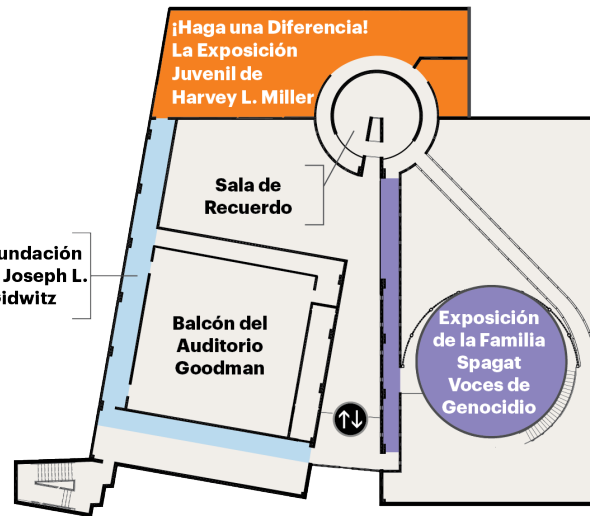 ¡Haga una Diferencia!
La Exposición
Juvenil de
Harvey L. Miller
Sala de
Recuerdo
Joseph L.
Balcón del
Auditorio
Goodman
Exposición
de la Familia
Spagat
Voces de
Genocidio